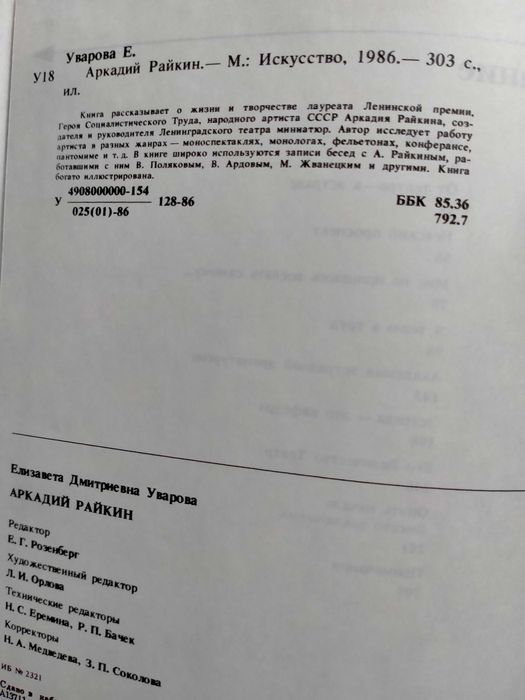 Уварова Е.
У18 Аркадий Райкин.— М.: Искусство, 1986.— 303 с.,
ил.
Книга рассказывает о жизни и творчестве лауреата Ленинской премии,
Героя Социалистического Труда, народного артиста СССР Аркадия Райкина, соз-
дателя и руководителя Ленинградского театра миниатюр. Автор исследует работу
артиста в разных жанрах — моноспектаклях, монологах, фельетонах, конферансе,
пантомиме и т. д. В книге широко используются записи бесед с А. Райкиным, ра-
ботавшими с ним В. Поляковым, В. Ардовым, М. Жванецким и другими. Книга
богато иллюстрирована.
4908000000-154
У 128-86 ББК 85.36
025(01)-86 792.7
Елизавета Дмитриевна Уварова
АРКАДИЙ РАЙКИН
Редактор
Е. Г. Розенберг
Художественный редактор
Л. И. Орлова
Технические редакторы
Н. С. Еремина, Р. П. Бачек
Корректоры
Н. А. Медведева, З. П. Соколова
ИБ № 2321